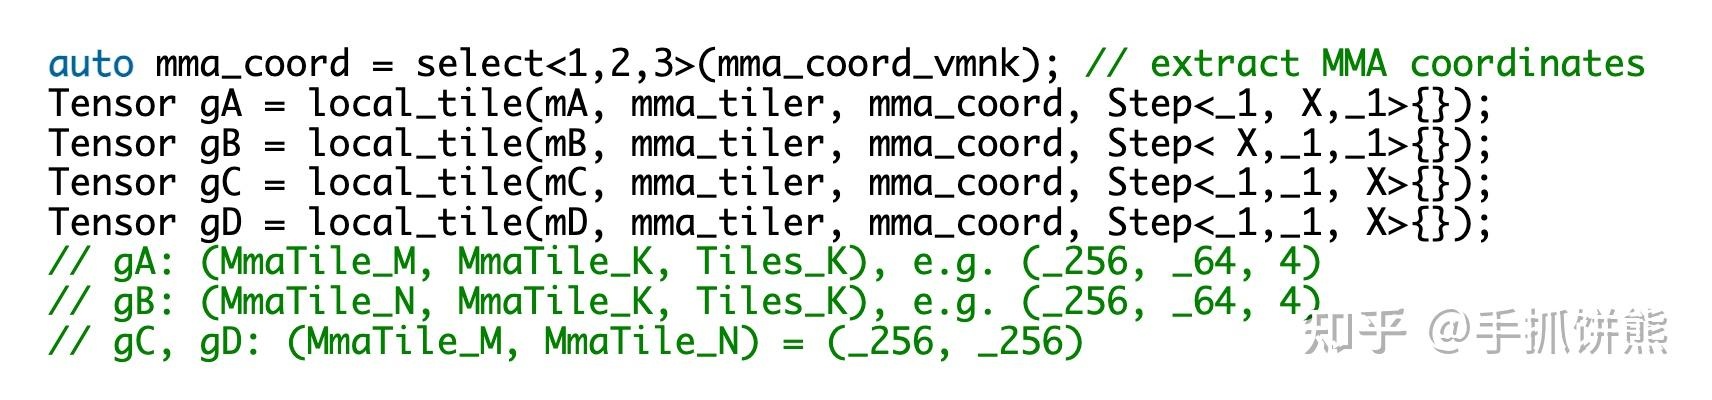 auto mma_coord = select<1,2,3>(mma_coord_vmnk); // extract MMA coordinates
Tensor gA = local_tile(mA, mma_tiler, mma_coord, Step<_1, X,_1>{});
Tensor gB = local_tile(mB, mma_tiler, mma_coord, Step< X,_1,_1>{});
Tensor gC = local_tile(mC, mma_tiler, mma_coord, Step<_1,_1, X>{});
Tensor gD = local_tile(mD, mma_tiler, mma_coord, Step<_1,_1, X>{});
// gA: (MmaTile_M, MmaTile_K, Tiles_K), e.g. (_256, _64, 4)
// gB: (MmaTile_N, MmaTile_K, Tiles_K), e.g. (_256, _64, 4)
// gC, gD: (MmaTile_M, MmaTile_N) = (_256, _256)
知乎 @手抓饼熊